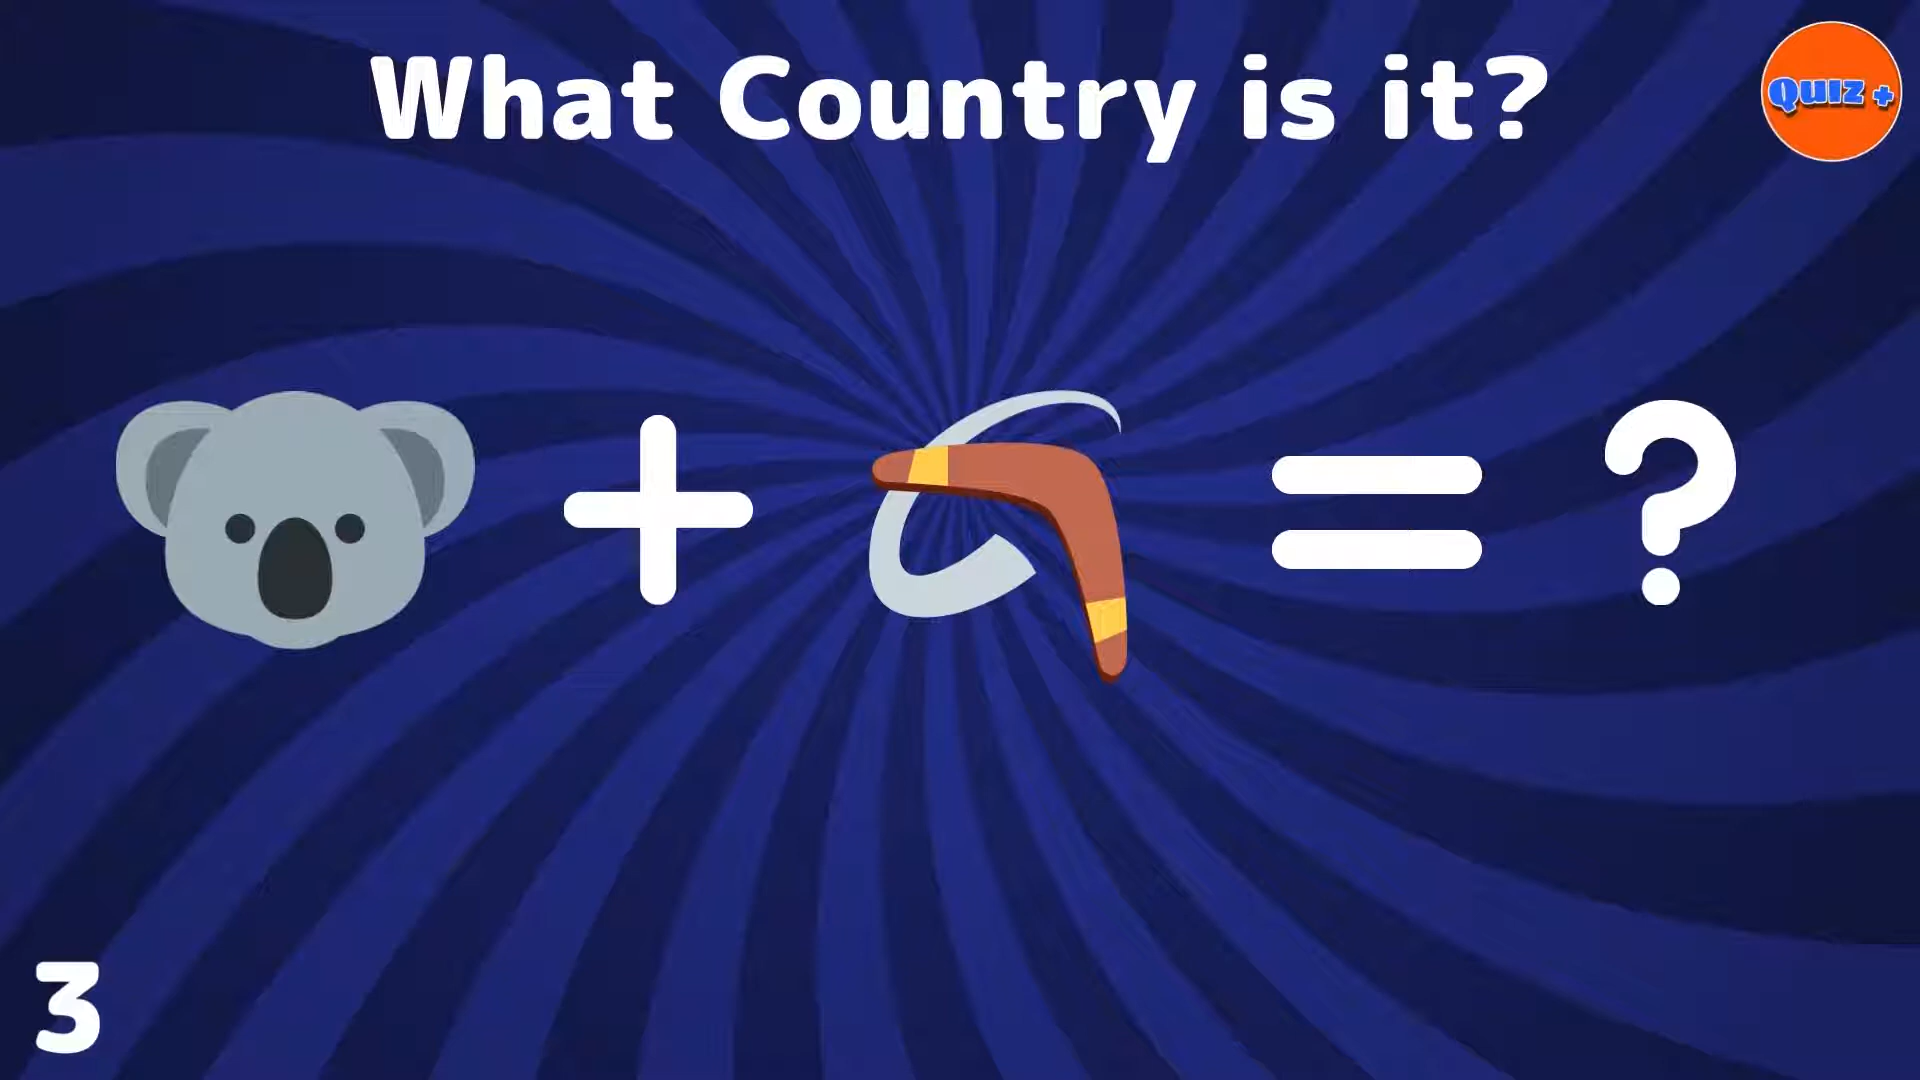 What Country is it?
Quiz +
+ = ?
3